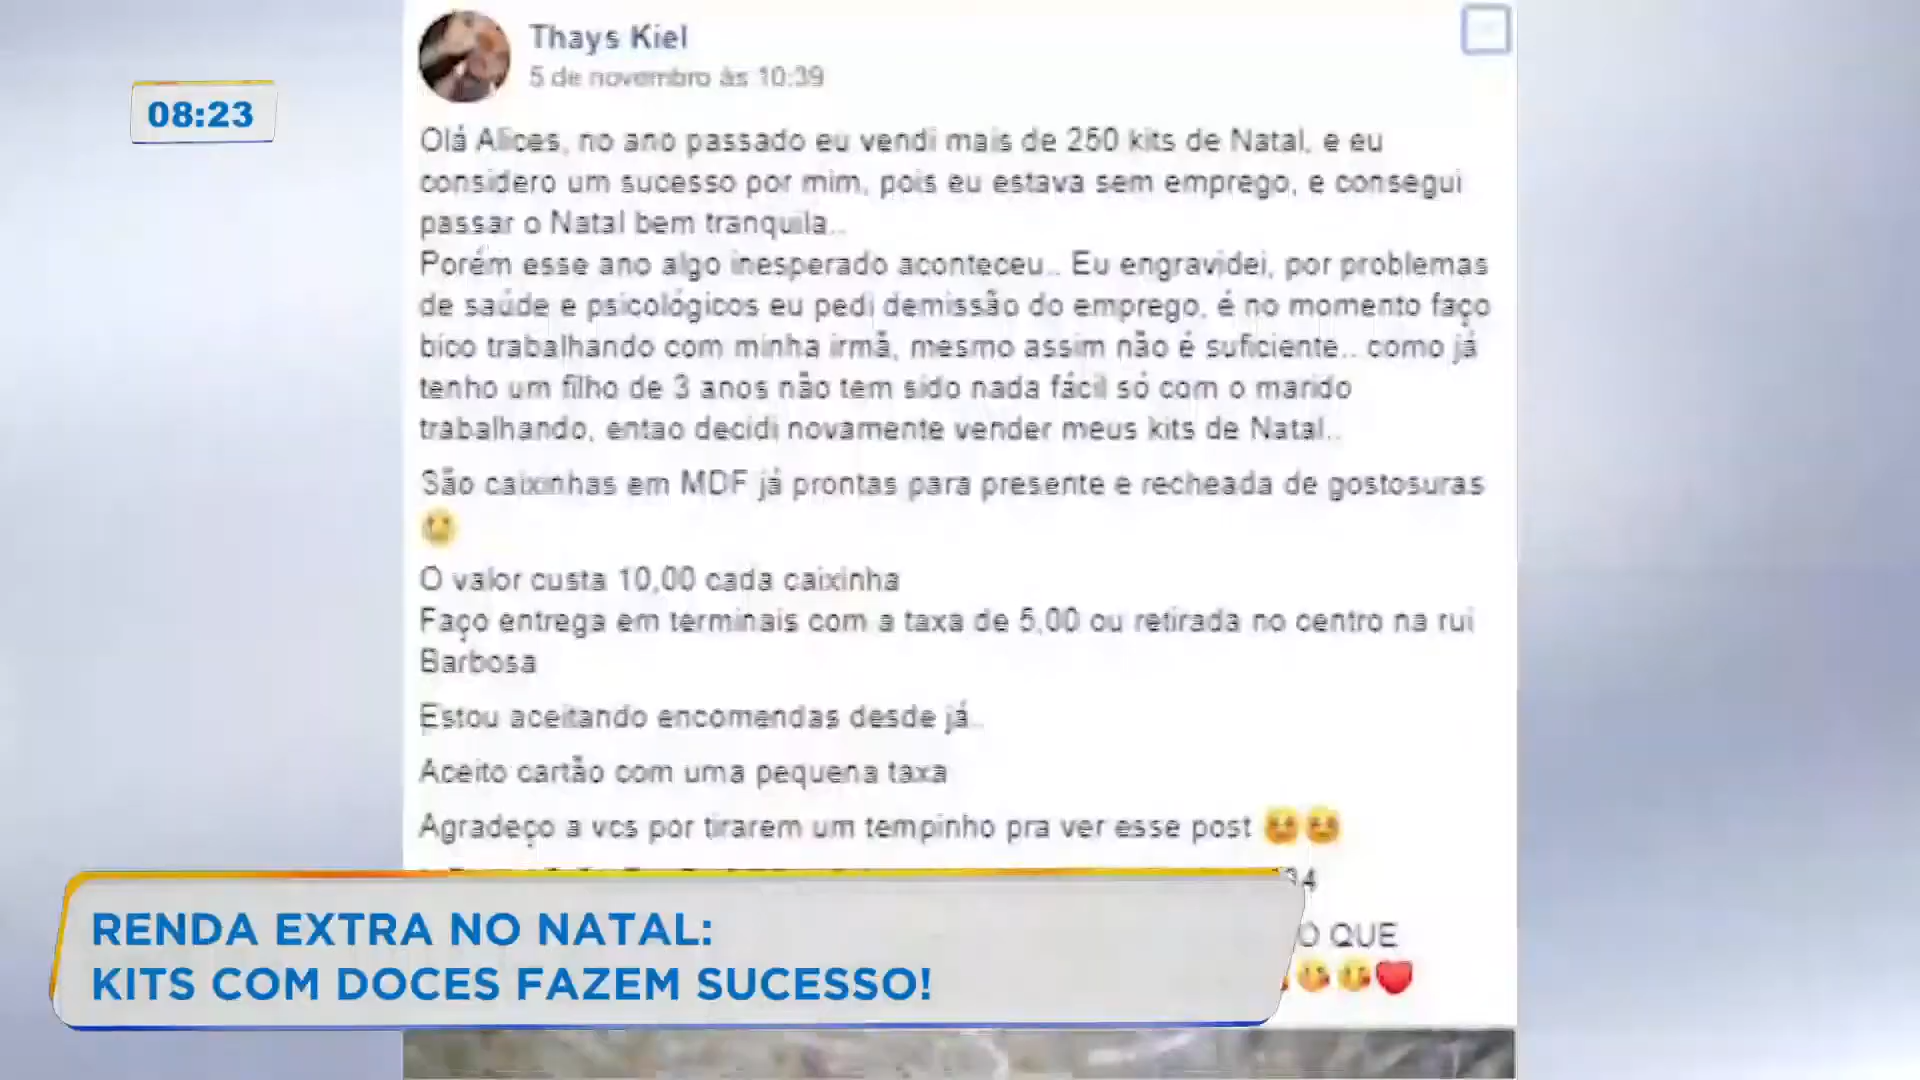 Thays Kiel
5 de novembro às 10:39
08:23
Olá Alices, no ano passado eu vendi mais de 250 kits de Natal, e eu
considero um sucesso por mim, pois eu estava sem emprego, e consegui
passar o Natal bem tranquila..
Porém esse ano algo inesperado aconteceu.. Eu engravidei, por problemas
de saúde e psicológicos eu pedi demissão do emprego, é no momento faço
bico trabalhando com minha irmã, mesmo assim não é suficiente.. como já
tenho um filho de 3 anos não tem sido nada fácil só com o marido
trabalhando, entao decidi novamente vender meus kits de Natal..
São caixinhas em MDF já prontas para presente e recheada de gostosuras
O valor custa 10,00 cada caixinha
Faço entrega em terminais com a taxa de 5,00 ou retirada no centro na rui
Barbosa
Estou aceitando encomendas desde já..
Aceito cartão com uma pequena taxa
Agradeço a vcs por tirarem um tempinho pra ver esse post
O QUE
RENDA EXTRA NO NATAL:
KITS COM DOCES FAZEM SUCESSO!